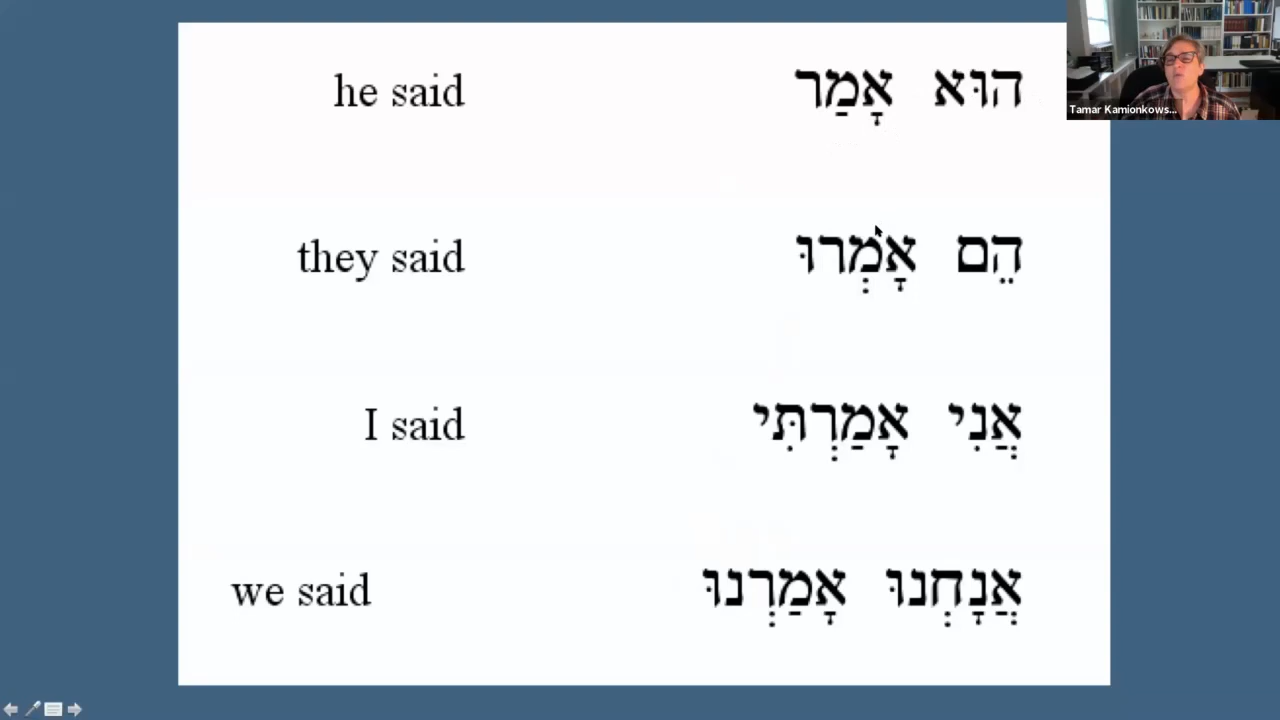 he said הוּא אָמַר
they said הֵם אָמְרוּ
I said אֲנִי אָמַרְתִּי
we said אֲנָחְנוּ אָמַרְנוּ
Tamar Kamionkows...